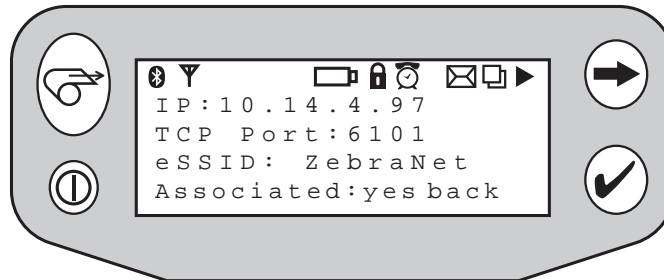 IP:10.14.4.97
TCP Port:6101
eSSID: ZebraNet
Associated:yes back